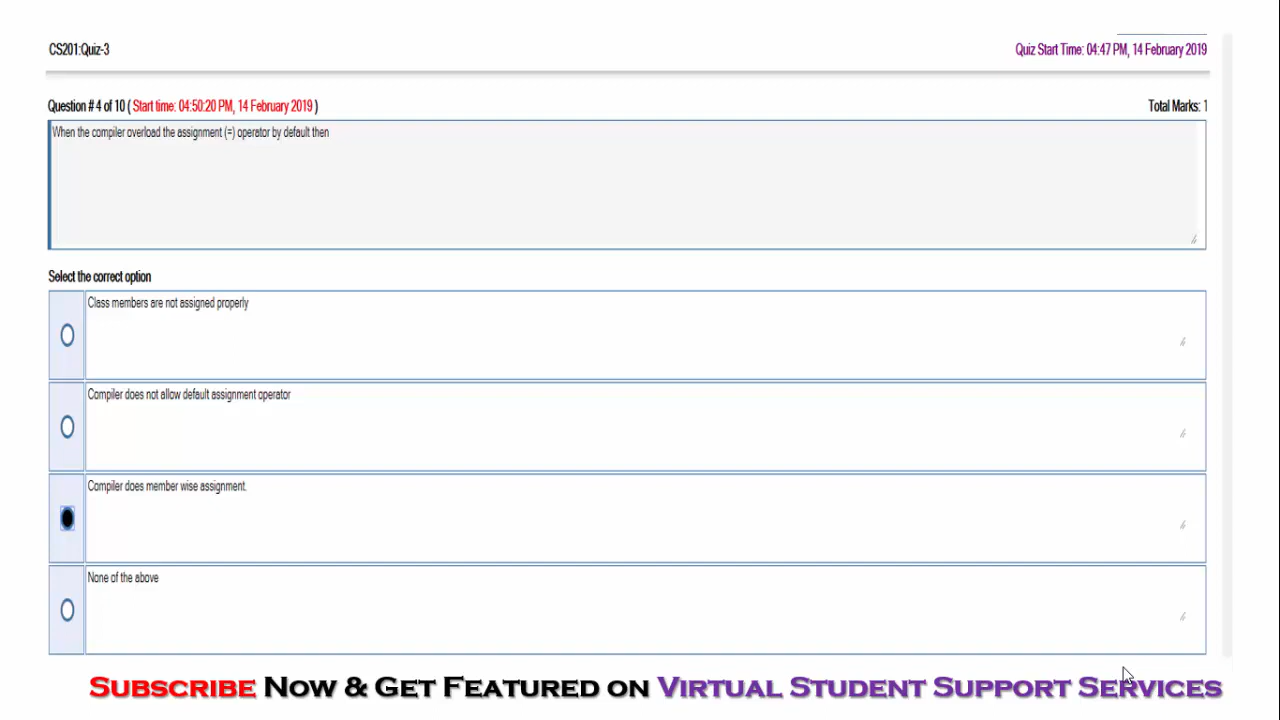 CS201:Quiz-3
Quiz Start Time: 04:47 PM, 14 February 2019
Question # 4 of 10 ( Start time: 04:50:20 PM, 14 February 2019 )
Total Marks: 1
When the compiler overload the assignment (=) operator by default then
Select the correct option
Class members are not assigned properly
Compiler does not allow default assignment operator
Compiler does member wise assignment.
None of the above
Subscribe Now & Get Featured on Virtual Student Support Services